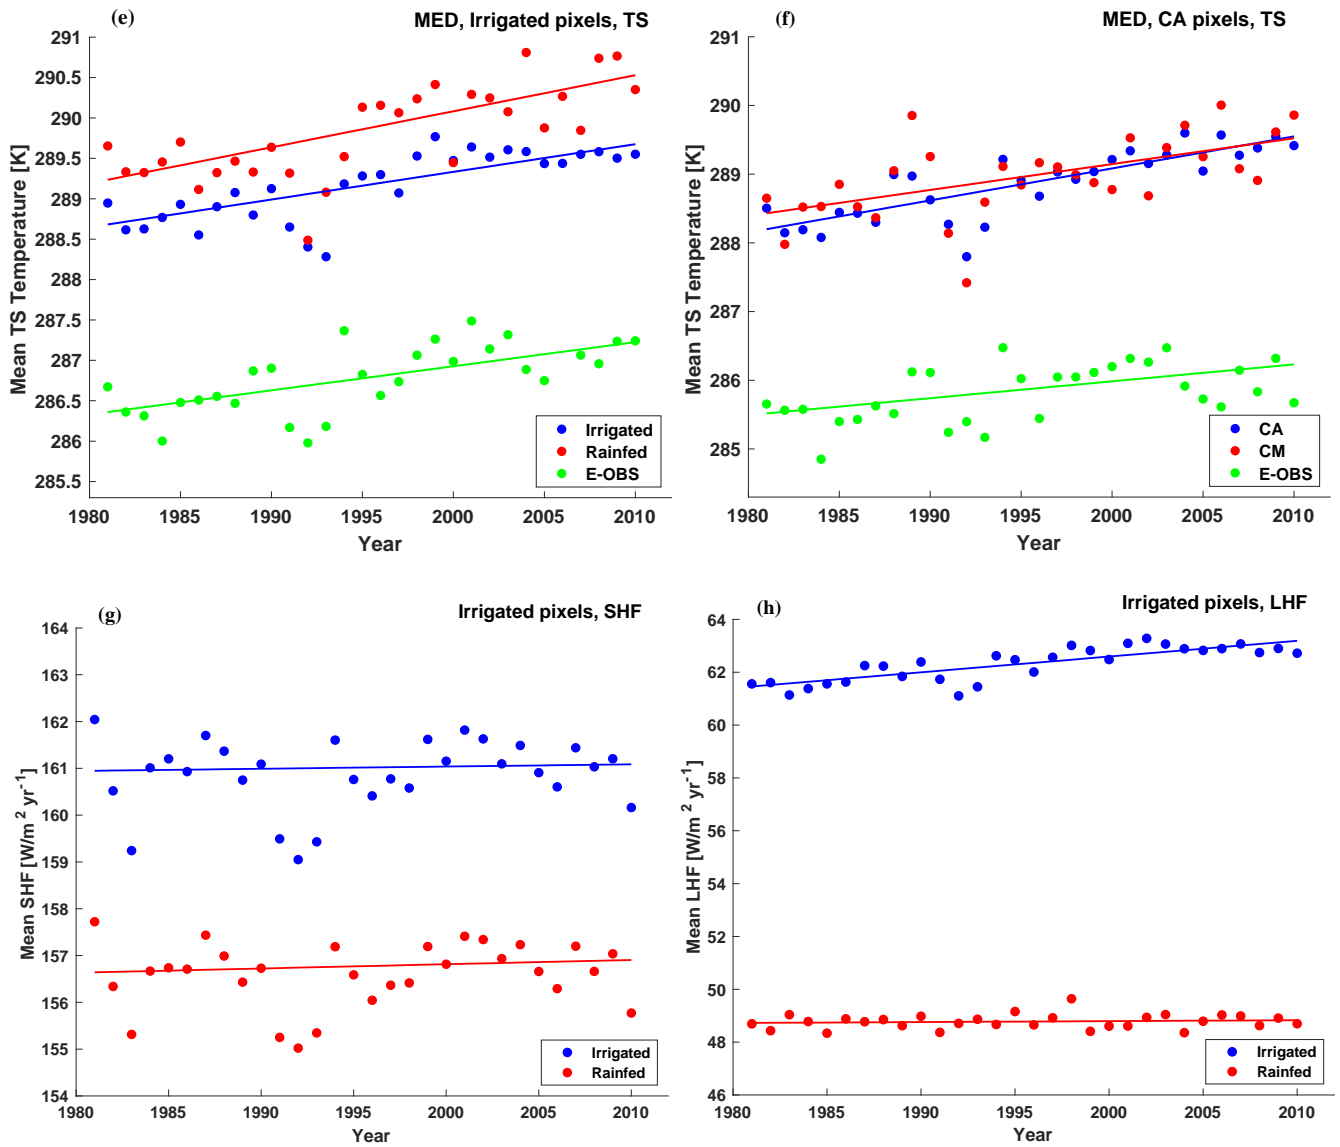 (e)
MED, Irrigated pixels, TS
Mean TS Temperature [K]
291
290.5
290
289.5
289
288.5
288
287.5
287
286.5
286
285.5
1980 1985 1990 1995 2000 2005 2010
Year
Irrigated
Rainfed
E-OBS
(f)
MED, CA pixels, TS
Mean TS Temperature [K]
291
290
289
288
287
286
285
1980 1985 1990 1995 2000 2005 2010
Year
CA
CM
E-OBS
(g)
Irrigated pixels, SHF
Mean SHF [W/m² yr⁻¹]
164
163
162
161
160
159
158
157
156
155
154
1980 1985 1990 1995 2000 2005 2010
Year
Irrigated
Rainfed
(h)
Irrigated pixels, LHF
Mean LHF [W/m² yr⁻¹]
64
62
60
58
56
54
52
50
48
46
1980 1985 1990 1995 2000 2005 2010
Year
Irrigated
Rainfed